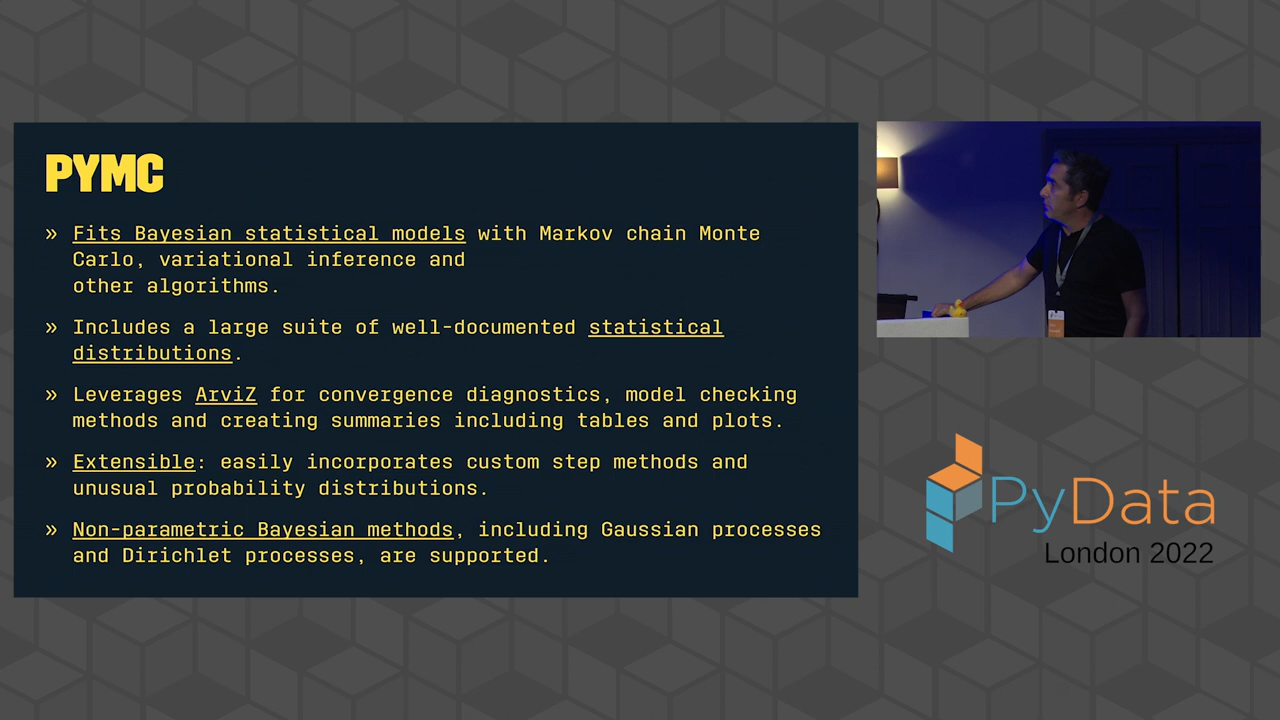 PYMC
» Fits Bayesian statistical models with Markov chain Monte
Carlo, variational inference and
other algorithms.
» Includes a large suite of well-documented statistical
distributions.
» Leverages ArviZ for convergence diagnostics, model checking
methods and creating summaries including tables and plots.
» Extensible: easily incorporates custom step methods and
unusual probability distributions.
» Non-parametric Bayesian methods, including Gaussian processes
and Dirichlet processes, are supported.
PyData
London 2022